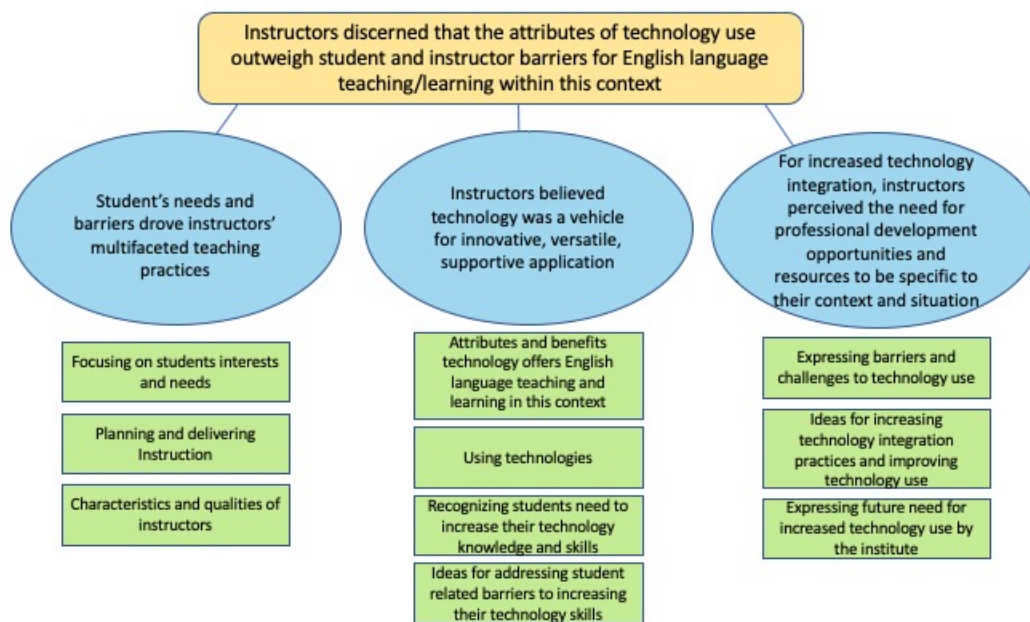 Instructors discerned that the attributes of technology use
outweigh student and instructor barriers for English language
teaching/learning within this context
Student's needs and
barriers drove instructors'
multifaceted teaching
practices
Focusing on students interests
and needs
Planning and delivering
Instruction
Characteristics and qualities of
instructors
Instructors believed
technology was a vehicle
for innovative, versatile,
supportive application
Attributes and benefits
technology offers English
language teaching and
learning in this context
Using technologies
Recognizing students need to
increase their technology
knowledge and skills
Ideas for addressing student
related barriers to increasing
their technology skills
For increased technology
integration, instructors
perceived the need for
professional development
opportunities and
resources to be specific to
their context and situation
Expressing barriers and
challenges to technology use
Ideas for increasing
technology integration
practices and improving
technology use
Expressing future need for
increased technology use by
the institute